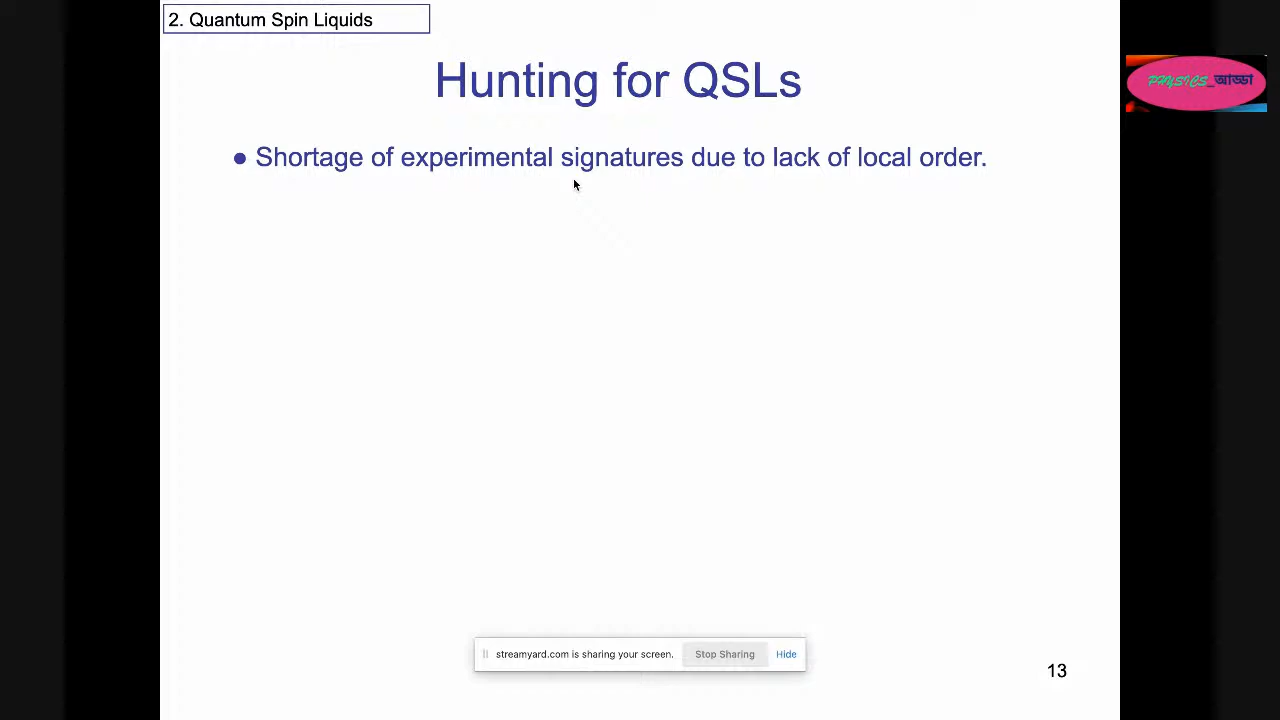 2. Quantum Spin Liquids
Hunting for QSLs
PHYSICS_আড্ডা
● Shortage of experimental signatures due to lack of local order.
streamyard.com is sharing your screen. Stop Sharing Hide
13